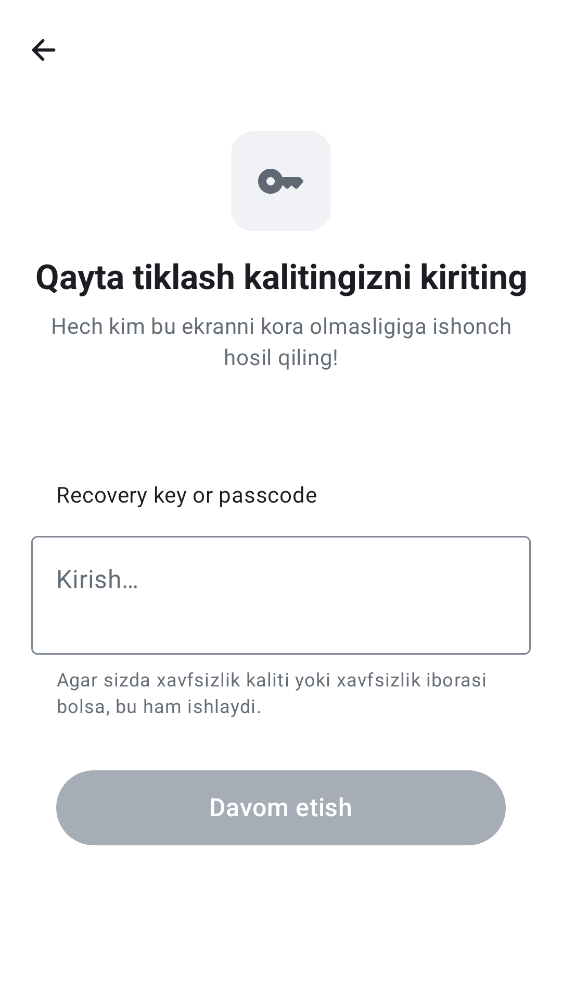 Qayta tiklash kalitingizni kiriting
Hech kim bu ekranni kora olmasligiga ishonch
hosil qiling!
Recovery key or passcode
Kirish…
Agar sizda xavfsizlik kaliti yoki xavfsizlik iborasi
bolsa, bu ham ishlaydi.
Davom etish